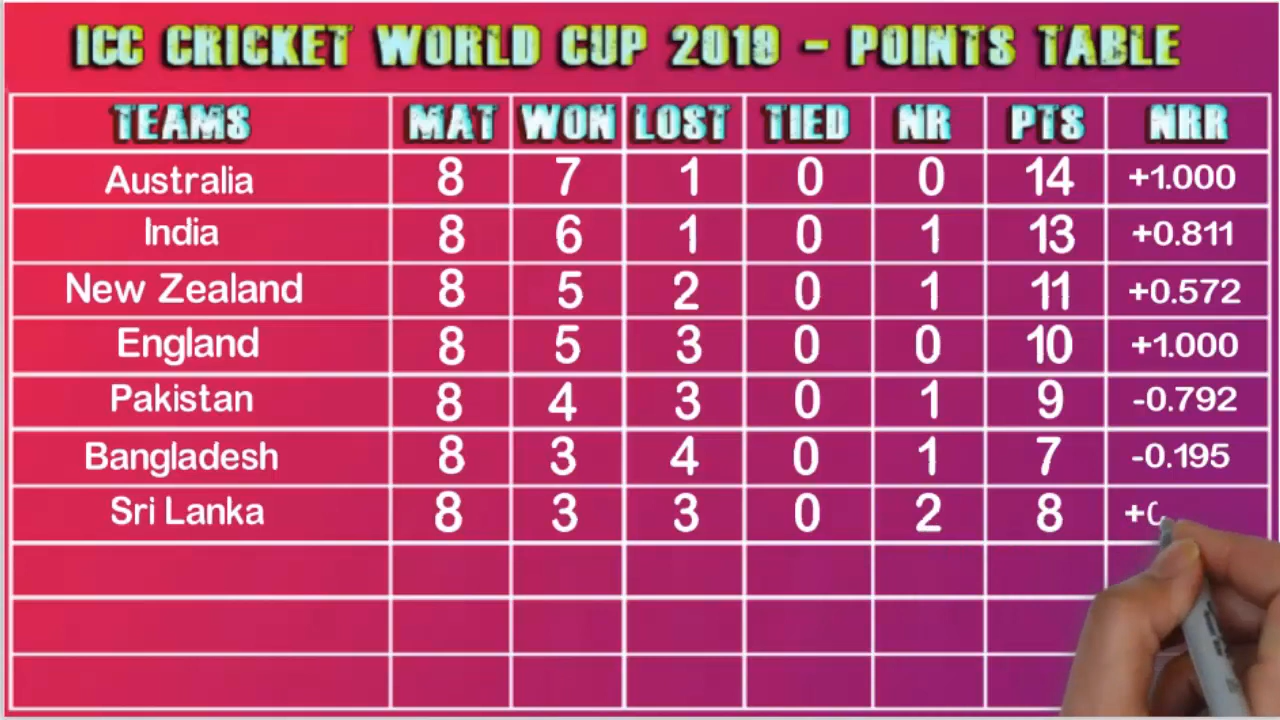 ICC CRICKET WORLD CUP 2019 - POINTS TABLE
TEAMS MAT WON LOST TIED NR PTS NRR
Australia 8 7 1 0 0 14 +1.000
India 8 6 1 0 1 13 +0.811
New Zealand 8 5 2 0 1 11 +0.572
England 8 5 3 0 0 10 +1.000
Pakistan 8 4 3 0 1 9 -0.792
Bangladesh 8 3 4 0 1 7 -0.195
Sri Lanka 8 3 3 0 2 8